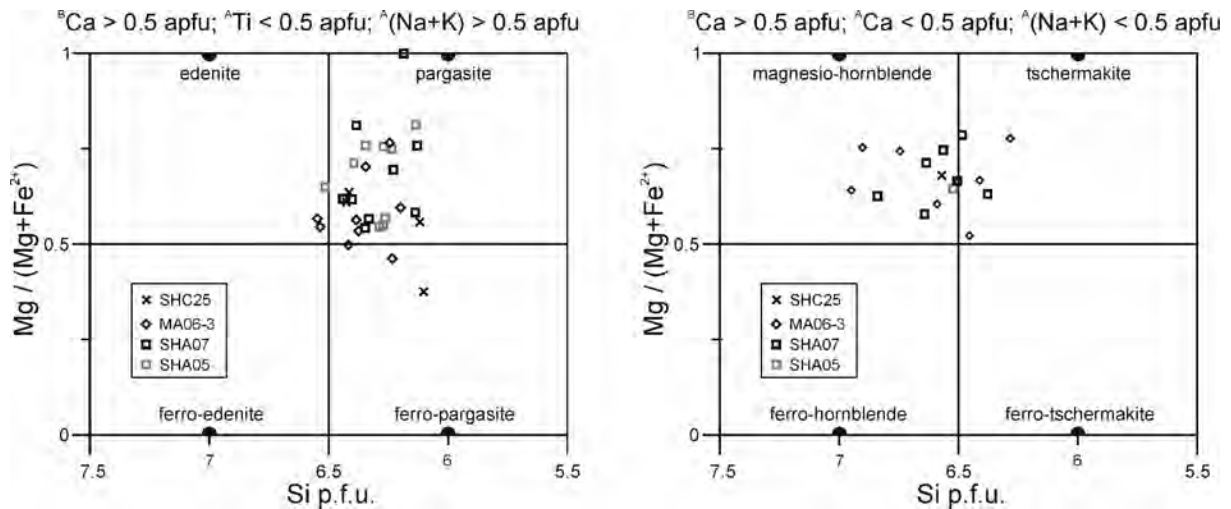 ᴮCa > 0.5 apfu; ᴬTi < 0.5 apfu; ᴬ(Na+K) > 0.5 apfu
1
edenite
pargasite
Mg / (Mg+Fe²⁺)
0.5
SHC25
MA06-3
SHA07
SHA05
ferro-edenite
ferro-pargasite
0
7.5
7
6.5
6
5.5
Si p.f.u.
ᴮCa > 0.5 apfu; ᴬCa < 0.5 apfu; ᴬ(Na+K) < 0.5 apfu
1
magnesio-hornblende
tschermakite
Mg / (Mg+Fe²⁺)
0.5
SHC25
MA06-3
SHA07
SHA05
ferro-hornblende
ferro-tschermakite
0
7.5
7
6.5
6
5.5
Si p.f.u.